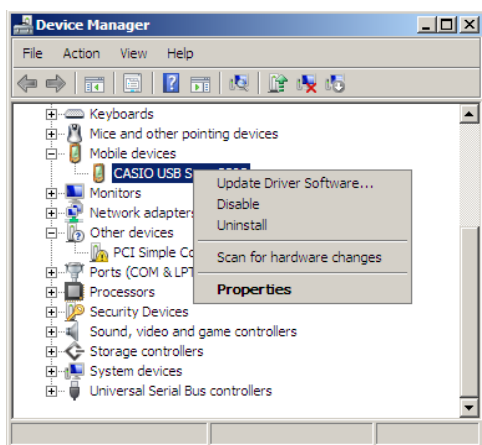 Device Manager
File Action View Help
Keyboards
Mice and other pointing devices
Mobile devices
CASIO USB S
Update Driver Software...
Monitors
Disable
Network adapters
Uninstall
Other devices
PCI Simple Co
Scan for hardware changes
Ports (COM & LPT
Processors
Properties
Security Devices
Sound, video and game controllers
Storage controllers
System devices
Universal Serial Bus controllers